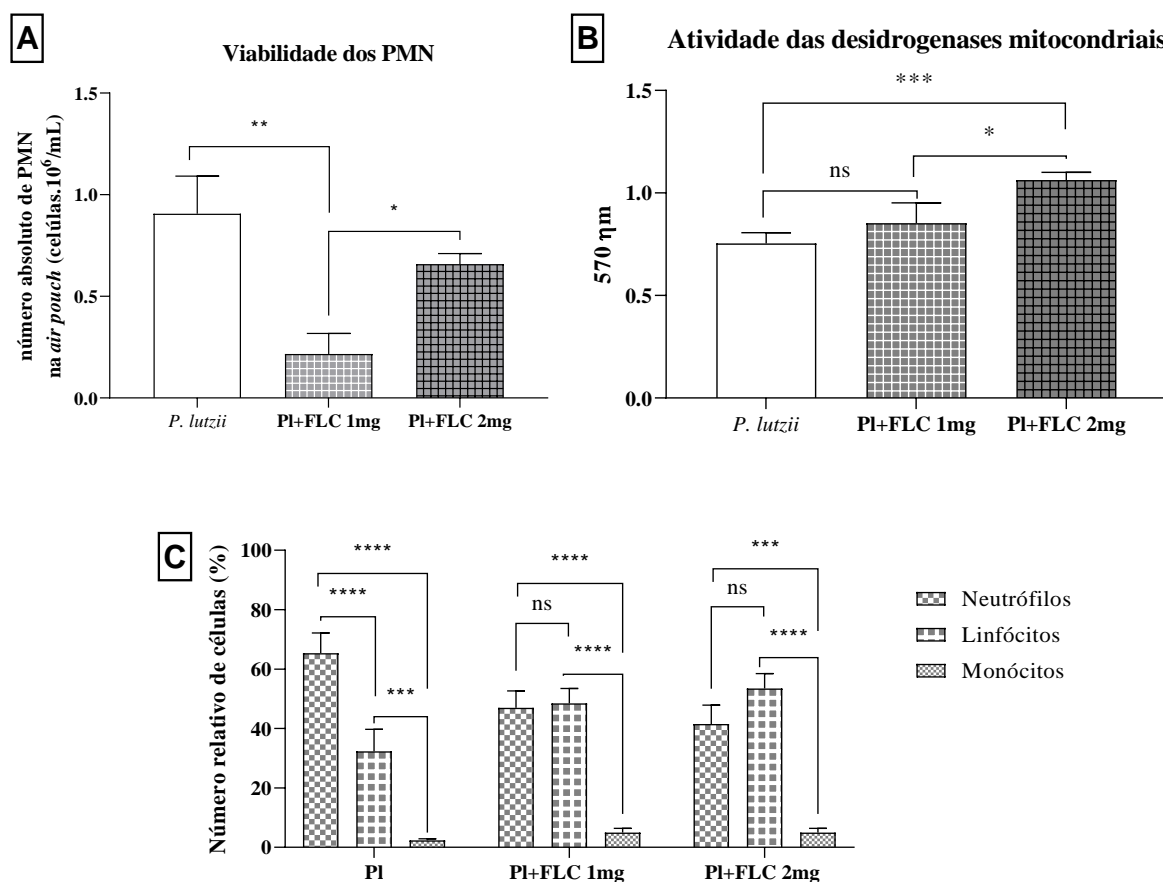 A
Viabilidade dos PMN
número absoluto de PMN
na air pouch (celúlas.10⁶/mL)
1.5
1.0
0.5
0.0
**
*
P. lutzii
Pl+FLC 1mg
Pl+FLC 2mg
B
Atividade das desidrogenases mitocondriais
570 ηm
1.5
1.0
0.5
0.0
***
*
ns
P. lutzii
Pl+FLC 1mg
Pl+FLC 2mg
C
Número relativo de células (%)
100
80
60
40
20
0
****
****
***
****
ns
****
***
ns
****
Pl
Pl+FLC 1mg
Pl+FLC 2mg
Neutrófilos
Linfócitos
Monócitos